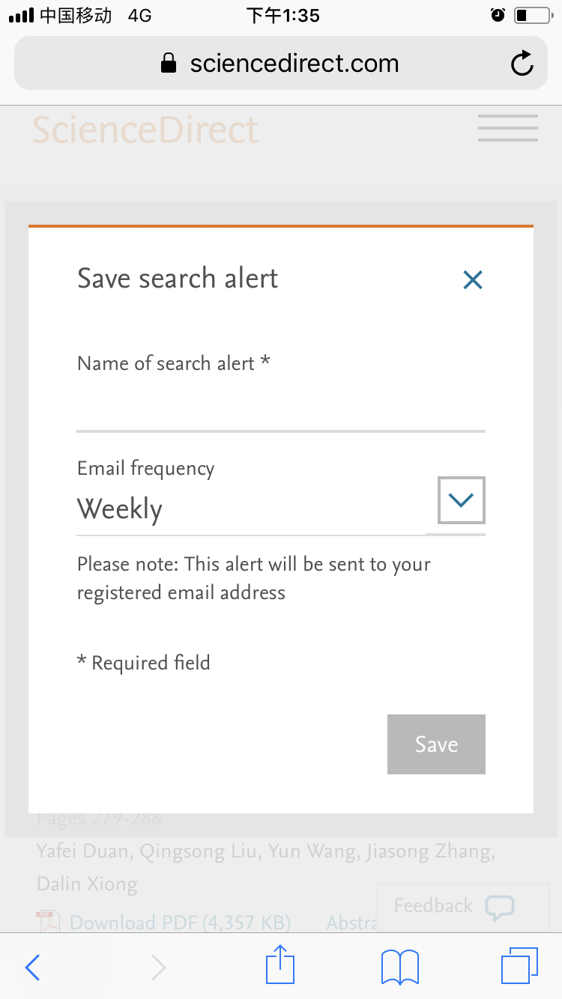 中国移动 4G 下午1:35
sciencedirect.com
ScienceDirect
Save search alert
Name of search alert *
Email frequency
Weekly
Please note: This alert will be sent to your
registered email address
* Required field
Save
Pages 279-288
Yafei Duan, Qingsong Liu, Yun Wang, Jiasong Zhang,
Dalin Xiong
Download PDF (4,357 KB) Abstra
Feedback